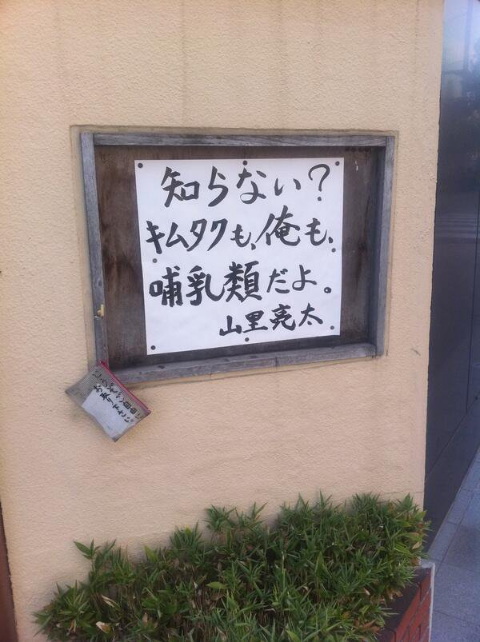 知らない?
キムタクも、俺も、
哺乳類だよ。
山里亮太